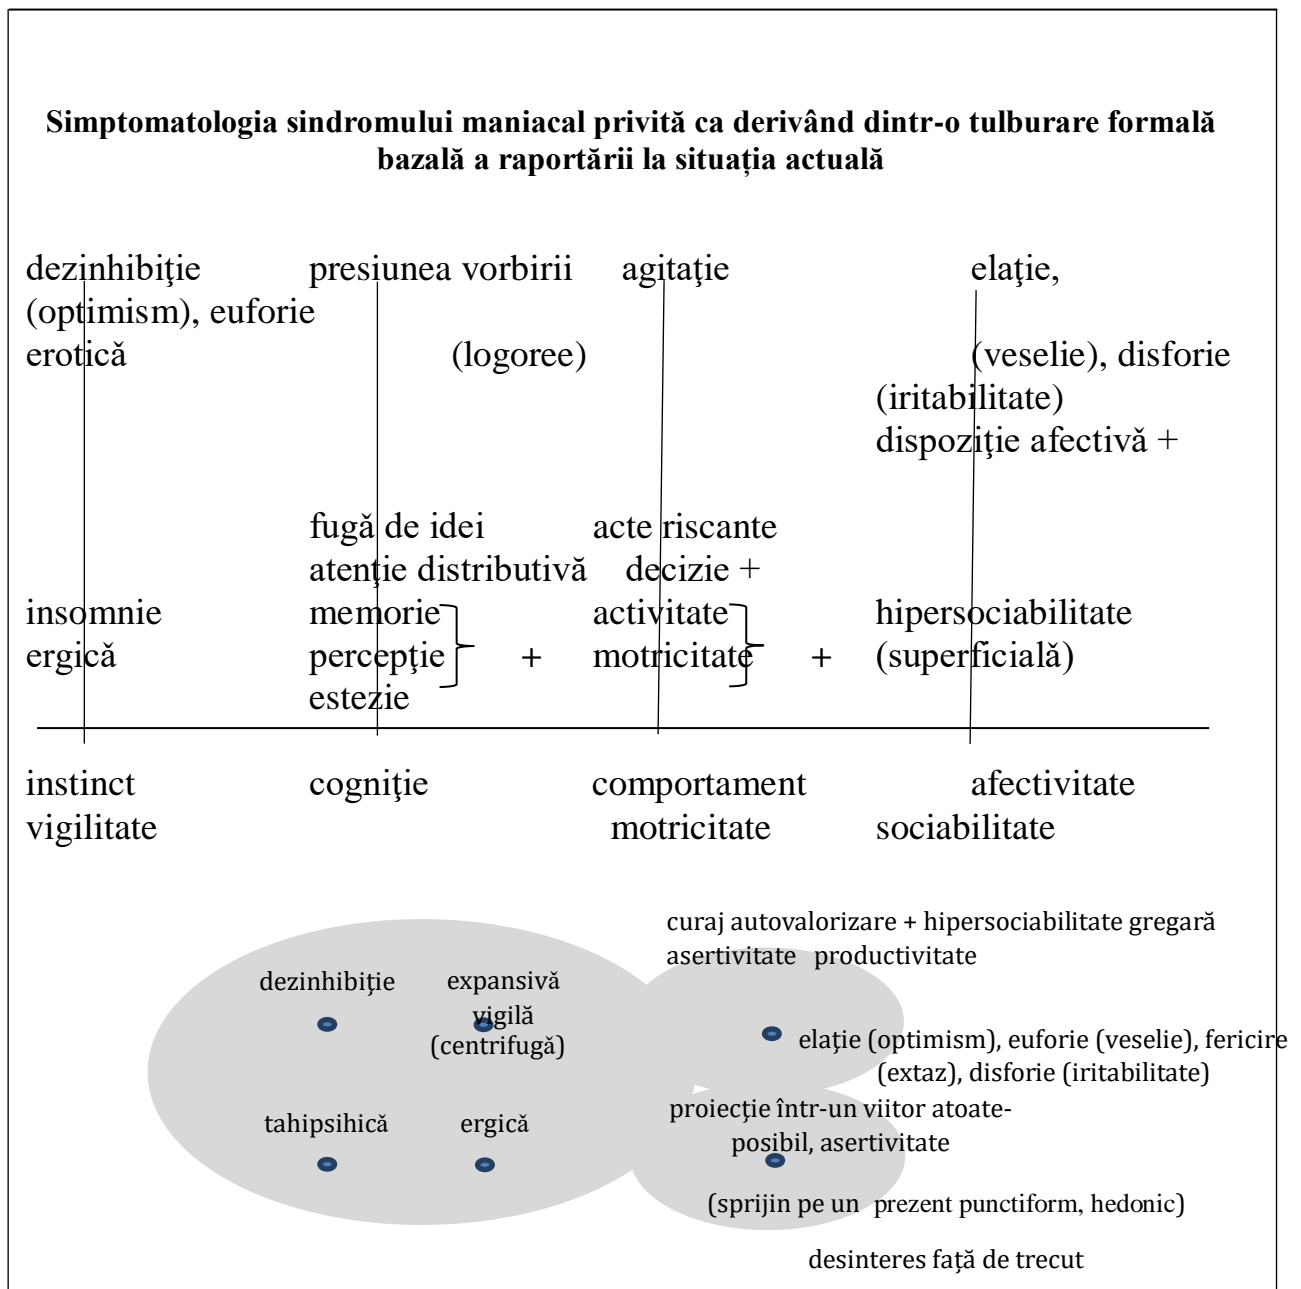 Simptomatologia sindromului maniacal privită ca derivând dintr-o tulburare formală
bazală a raportării la situația actuală
dezinhibiţie presiunea vorbirii agitaţie elaţie,
(optimism), euforie
erotică (logoree) (veselie), disforie
(iritabilitate)
dispoziţie afectivă +
fugă de idei acte riscante
atenţie distributivă decizie +
insomnie memorie activitate hipersociabilitate
ergică percepţie + motricitate + (superficială)
estezie
instinct cogniţie comportament afectivitate
vigilitate motricitate sociabilitate
curaj autovalorizare + hipersociabilitate gregară
asertivitate productivitate
dezinhibiție expansivă
vigilă
(centrifugă)
elație (optimism), euforie (veselie), fericire
(extaz), disforie (iritabilitate)
tahipsihică ergică
proiecție într-un viitor atoate-
posibil, asertivitate
(sprijin pe un prezent punctiform, hedonic)
desinteres față de trecut